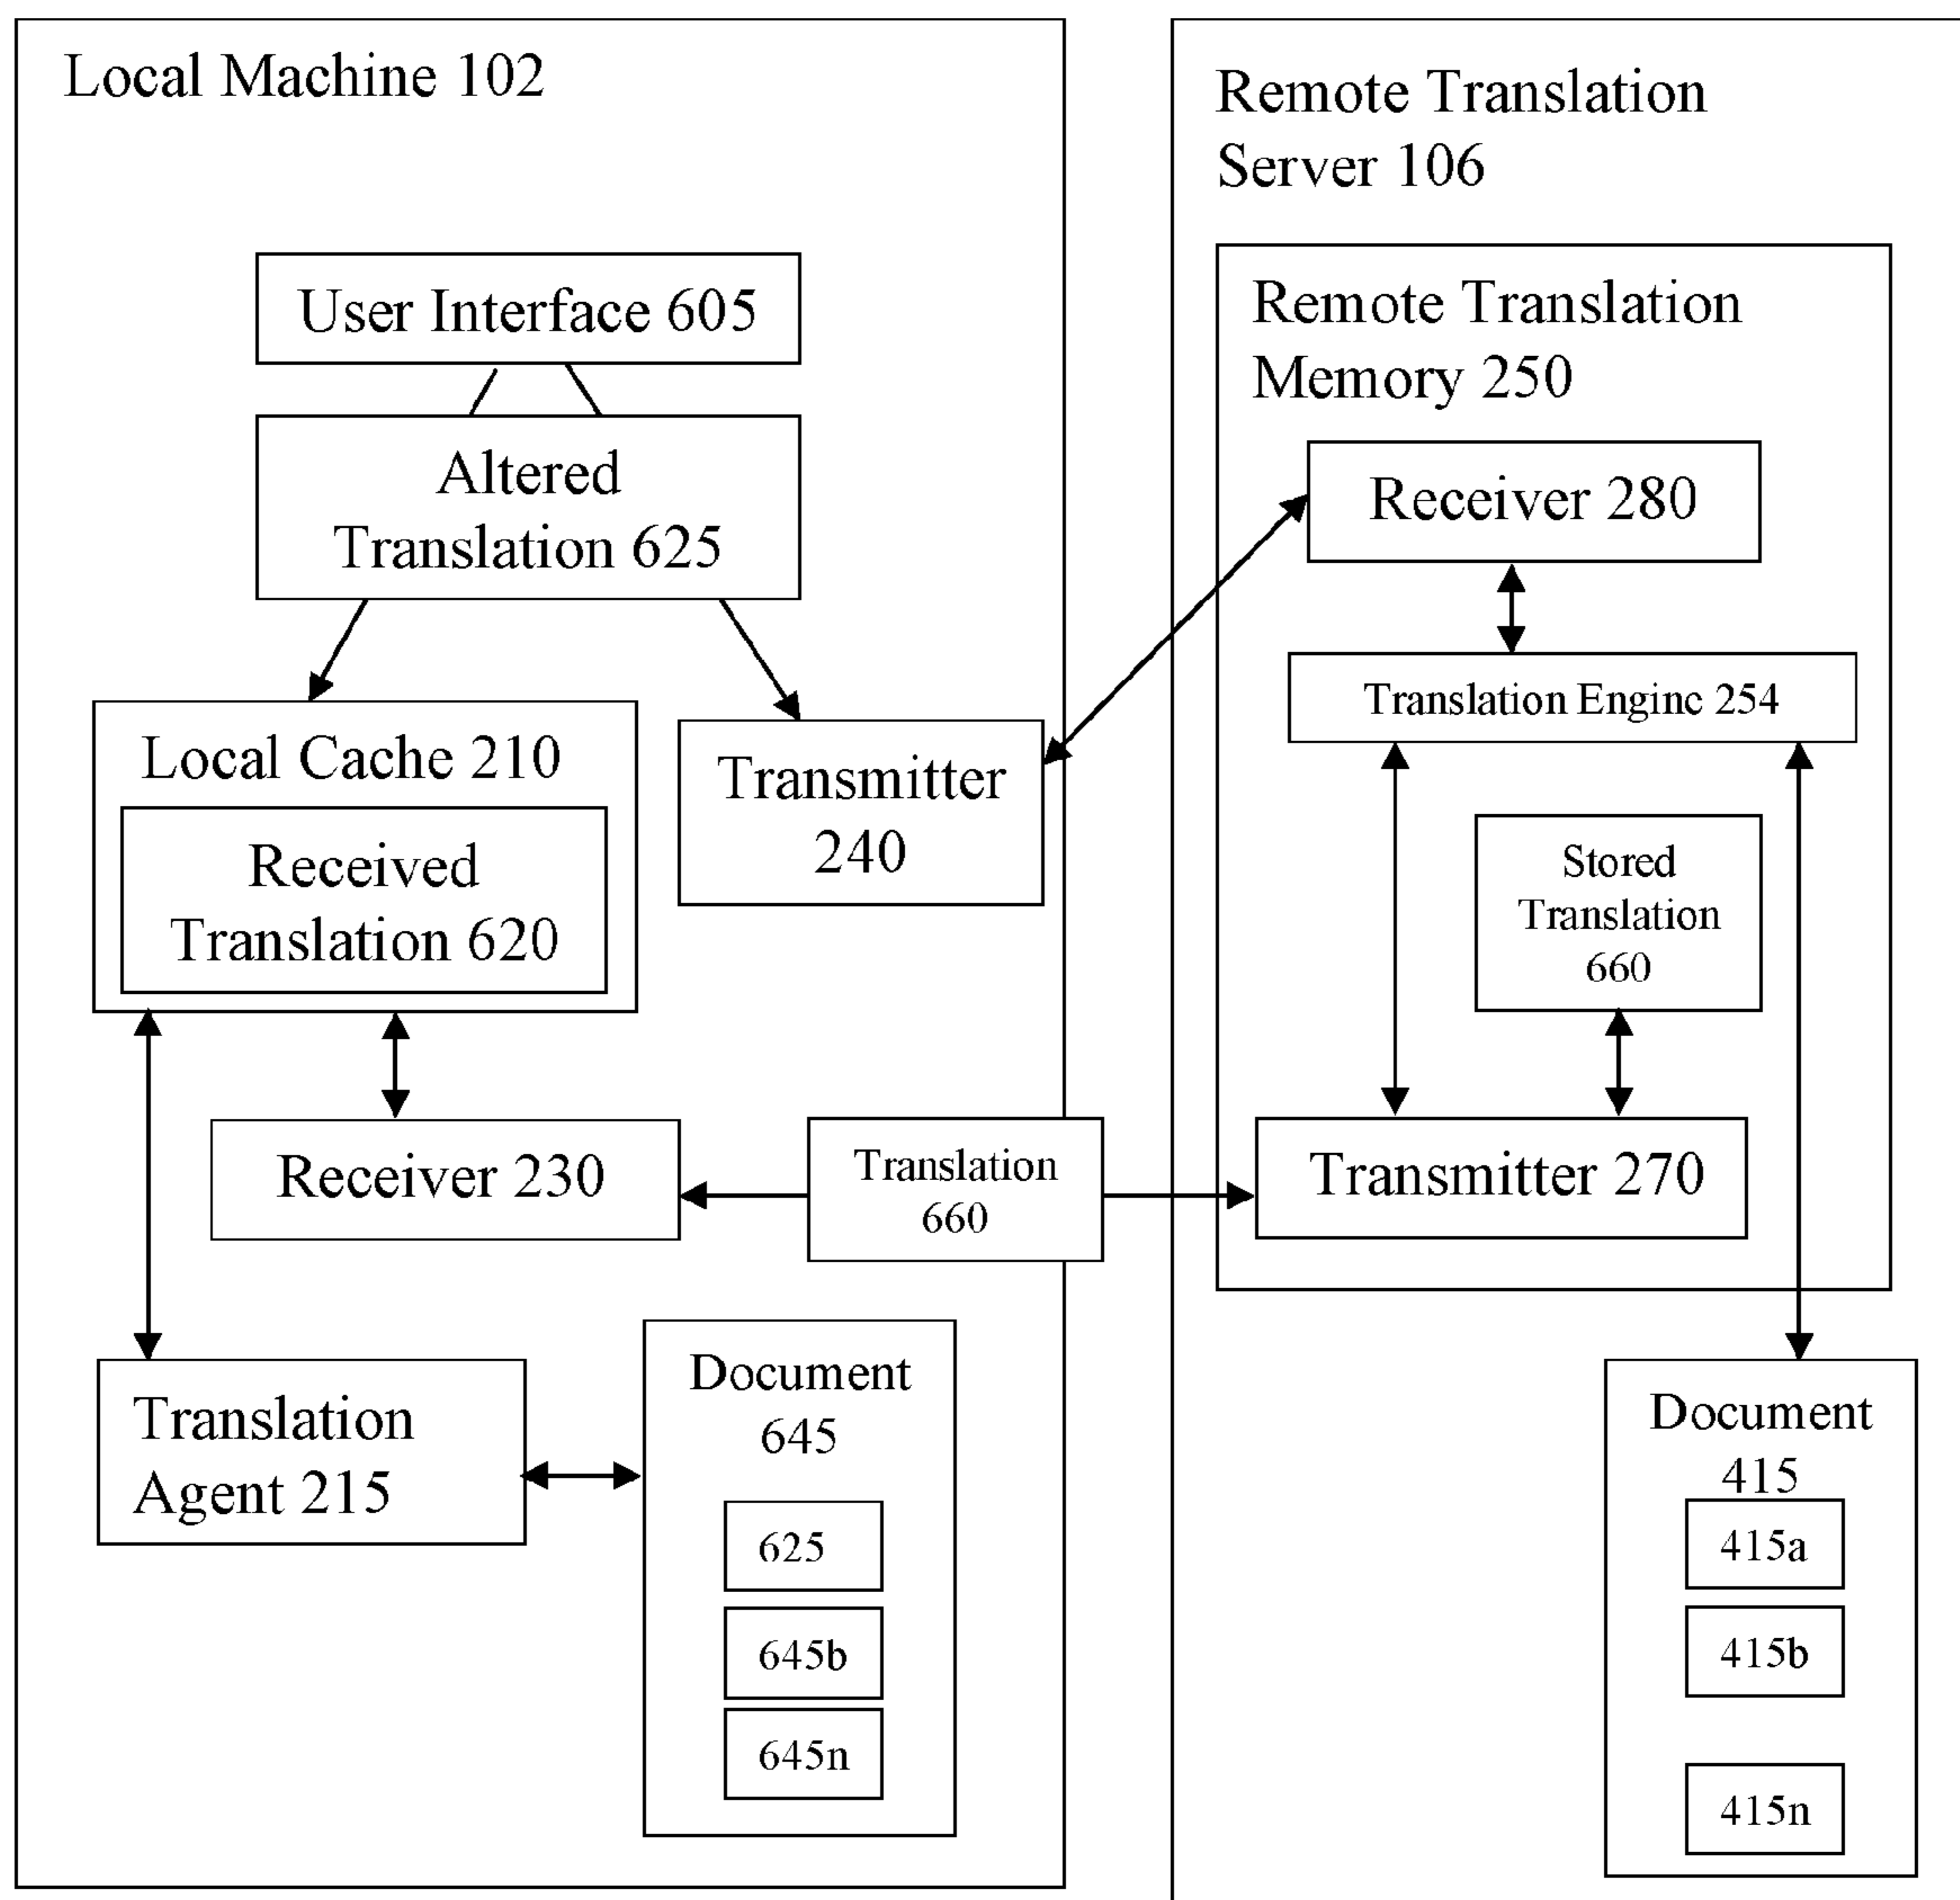 Local Machine 102
User Interface 605
Altered
Translation 625
Local Cache 210
Received
Translation 620
Transmitter
240
Receiver 230
Translation
660
Translation
Agent 215
Document
645
625
645b
645n
Remote Translation
Server 106
Remote Translation
Memory 250
Receiver 280
Translation Engine 254
Stored
Translation
660
Transmitter 270
Document
415
415a
415b
415n